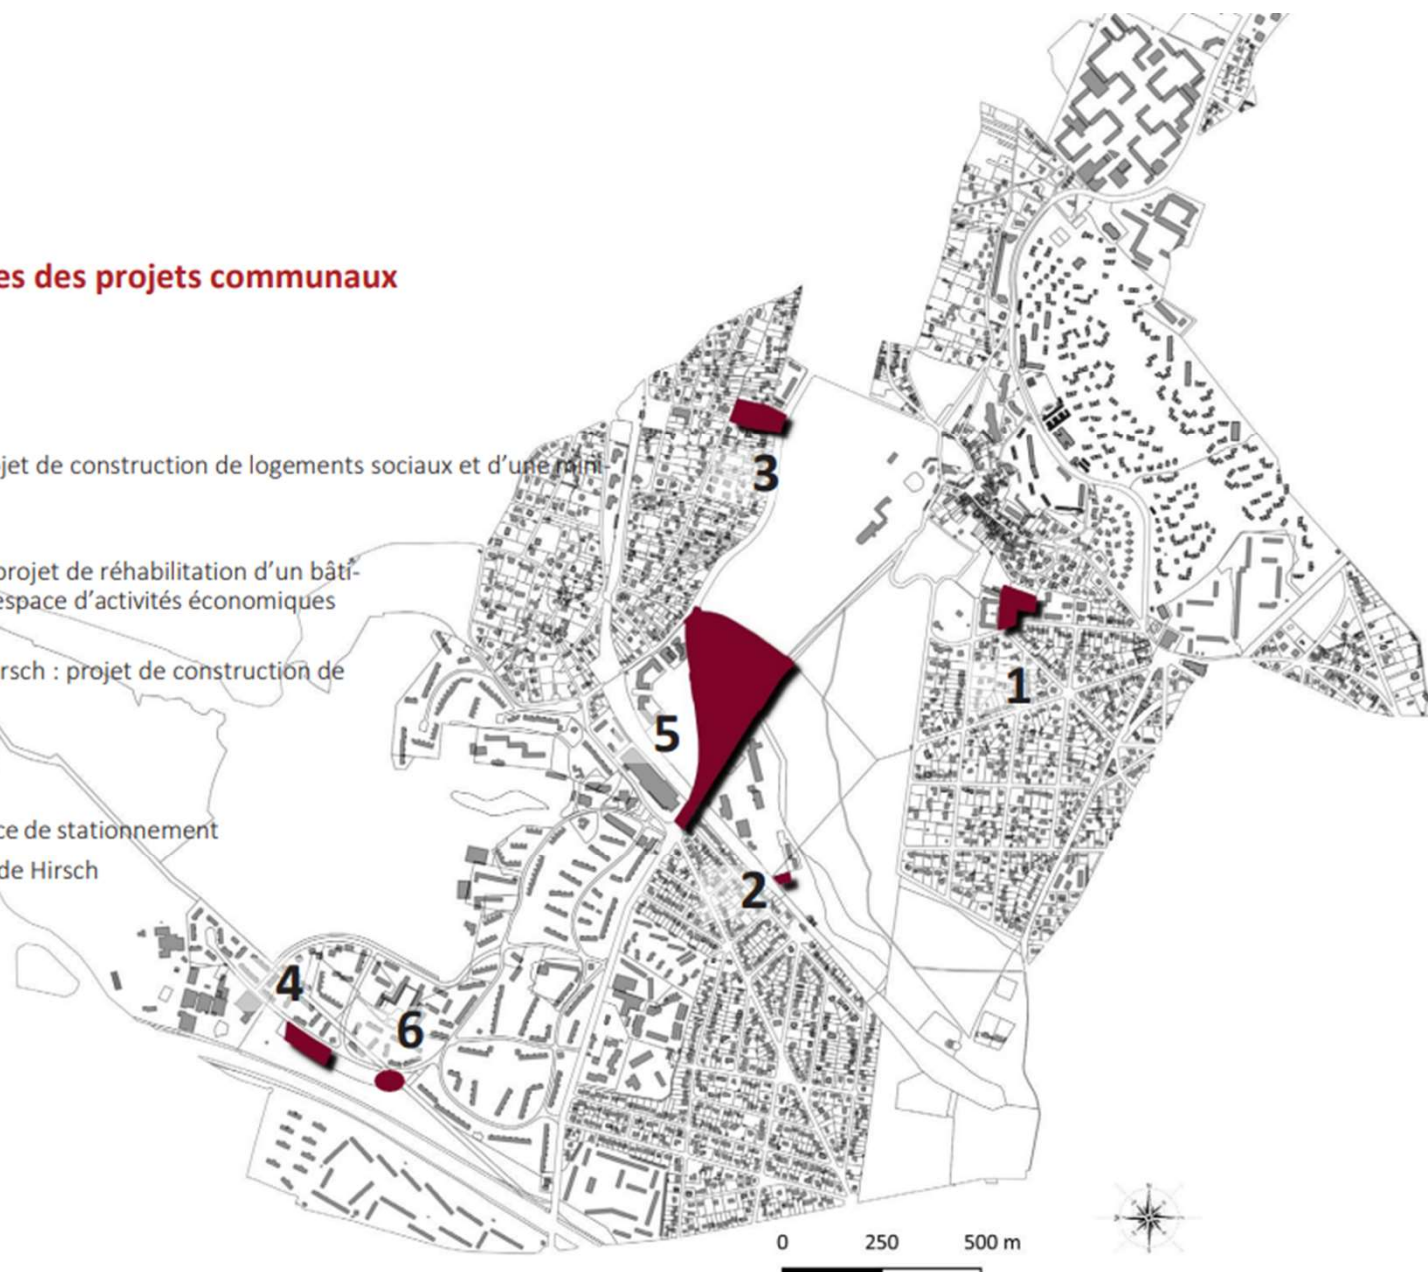 es des projets communaux
jet de construction de logements sociaux et d'une mini-
projet de réhabilitation d'un bâti-
espace d'activités économiques
rsch : projet de construction de
ce de stationnement
de Hirsch
3
1
5
2
4
6
0 250 500 m